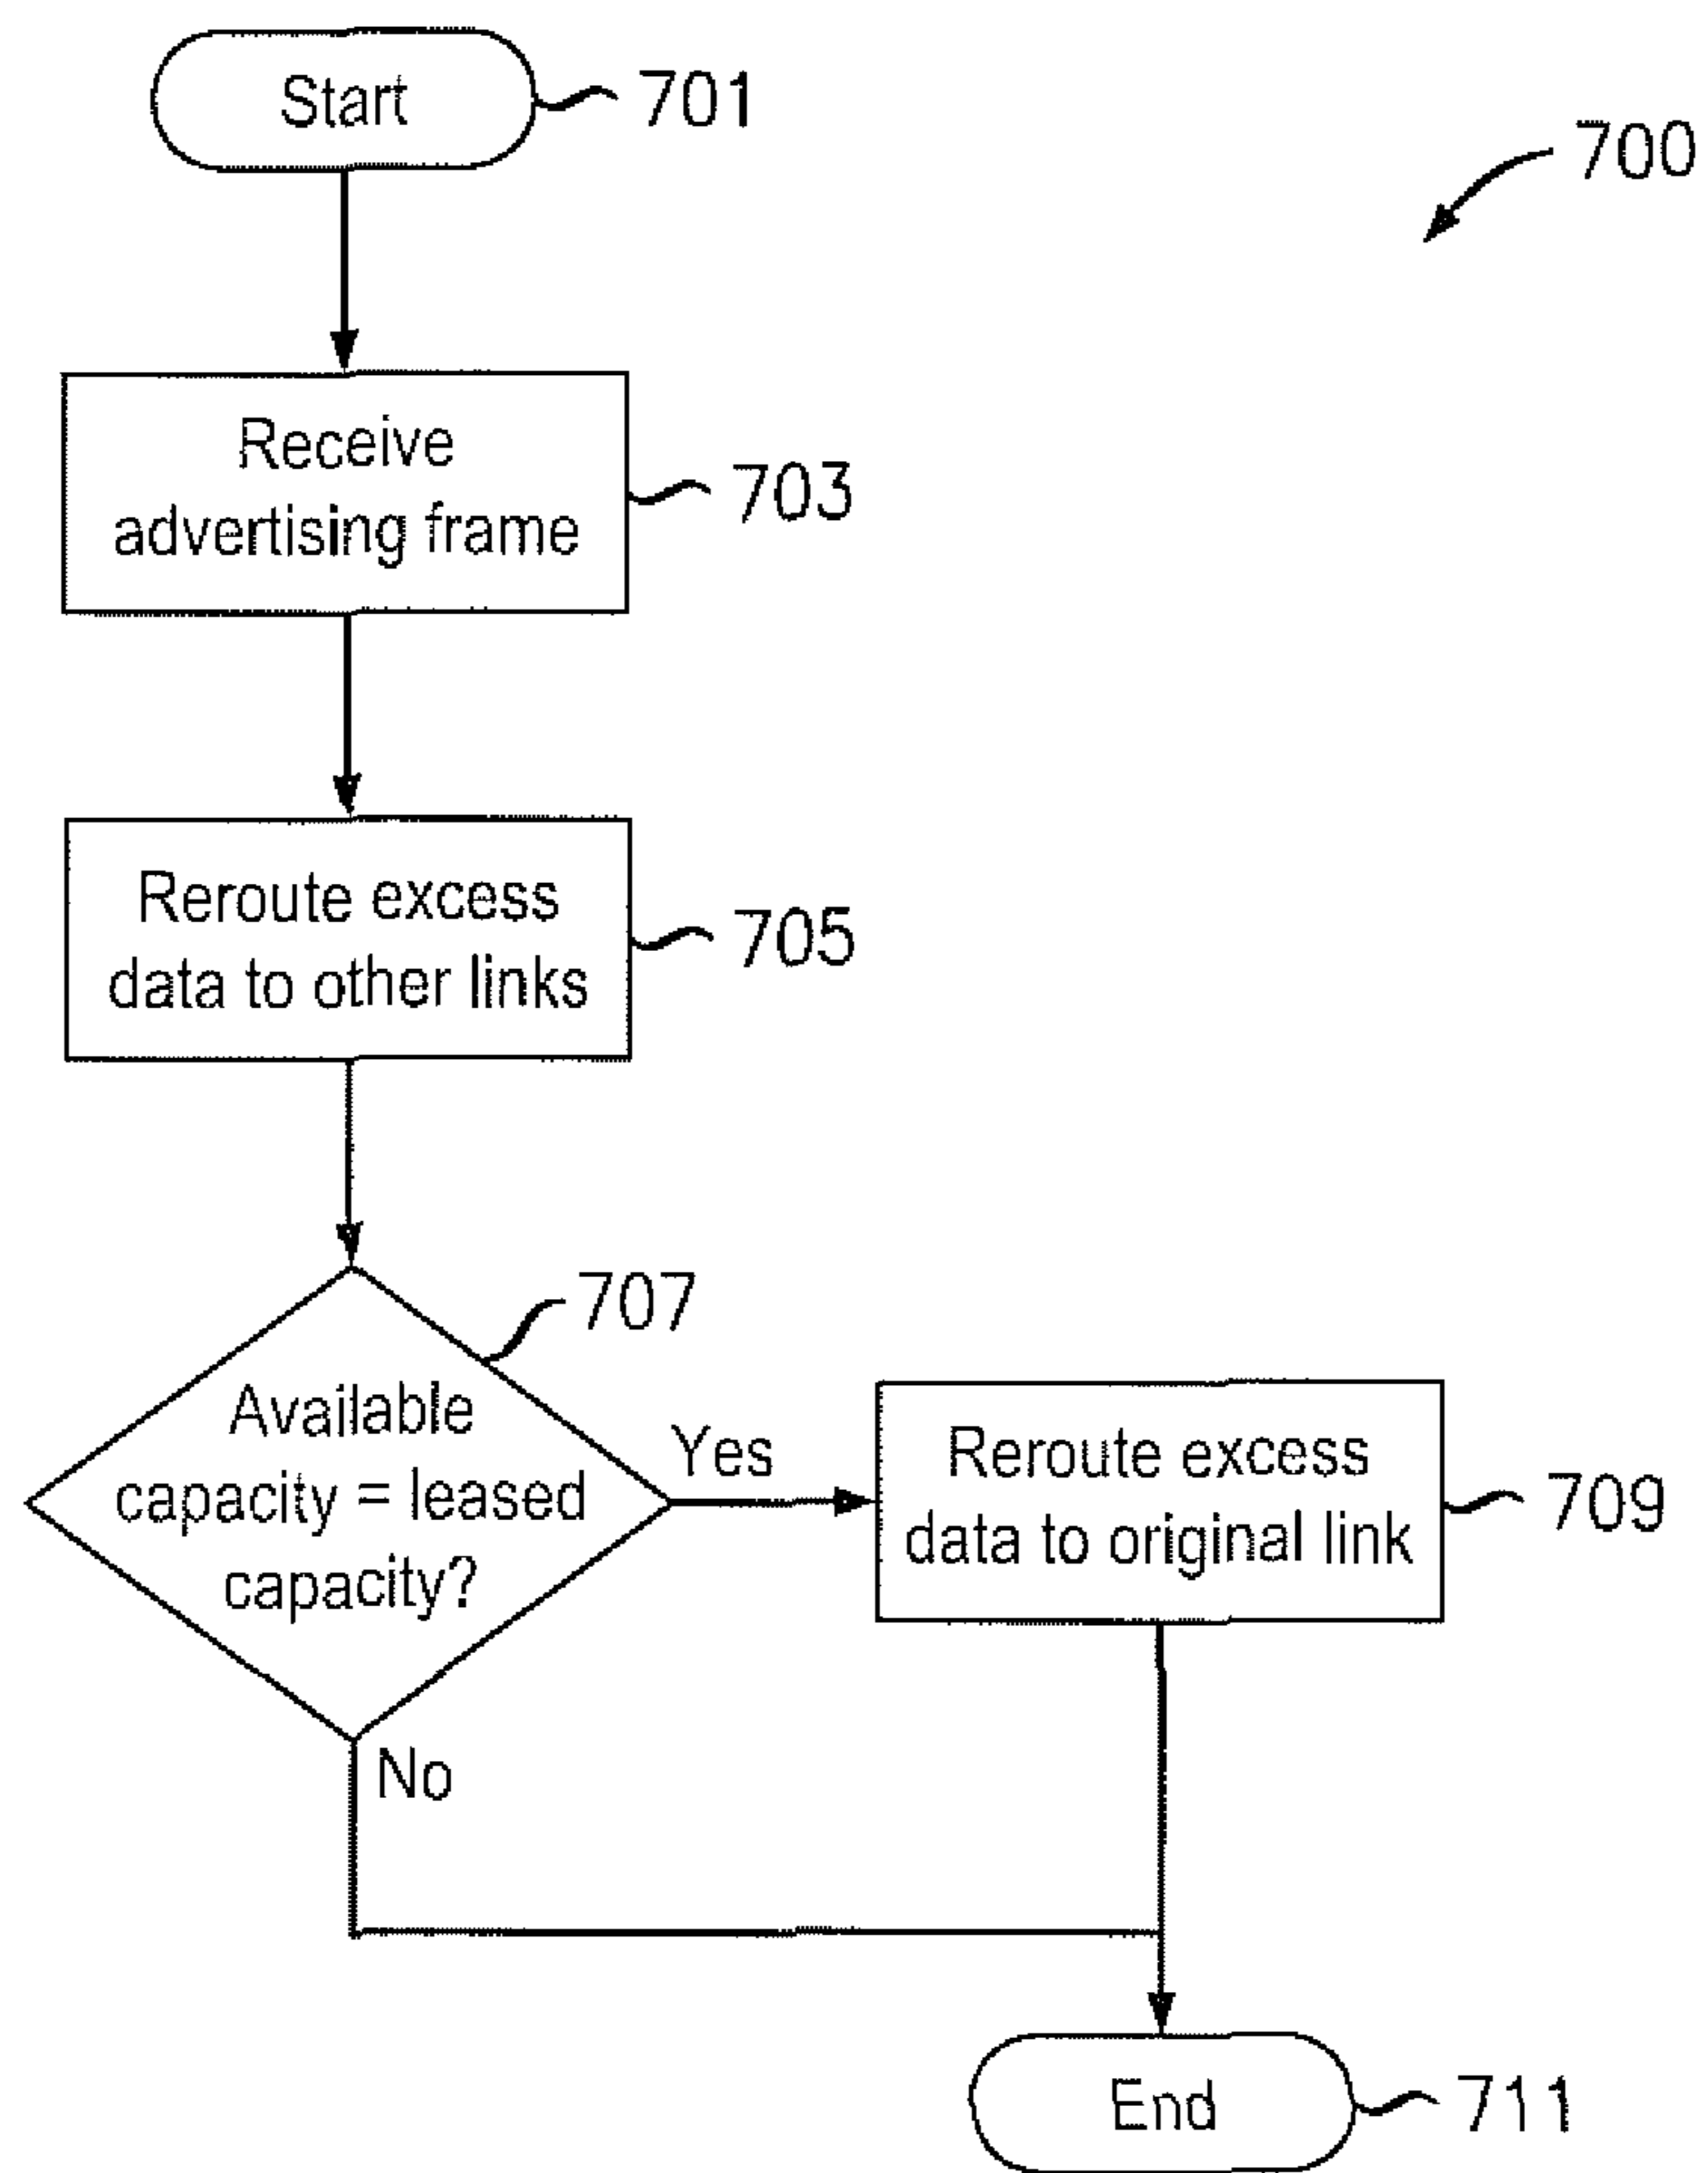 Start
701
700
Receive
advertising frame
703
Reroute excess
data to other links
705
707
Available
capacity = leased
capacity?
Yes
Reroute excess
data to original link
709
No
End
711